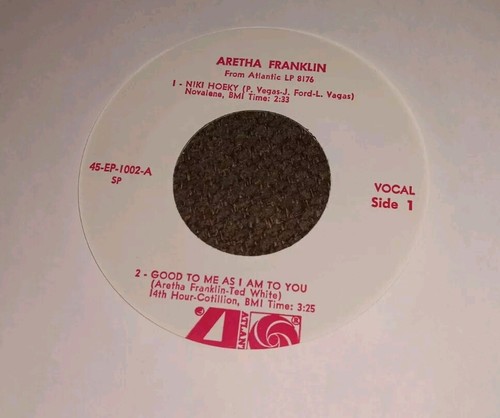 ARETHA FRANKLIN
From Atlantic LP 8176
1 - NIKI HOEKY (P. Vegas-J. Ford-L. Vagas)
Novalene, BMI Time: 2:33
45-EP-1002-A
SP
VOCAL
Side 1
2 - GOOD TO ME AS I AM TO YOU
(Aretha Franklin-Ted White)
14th Hour-Cotillion, BMI Time: 3:25
ATLANT